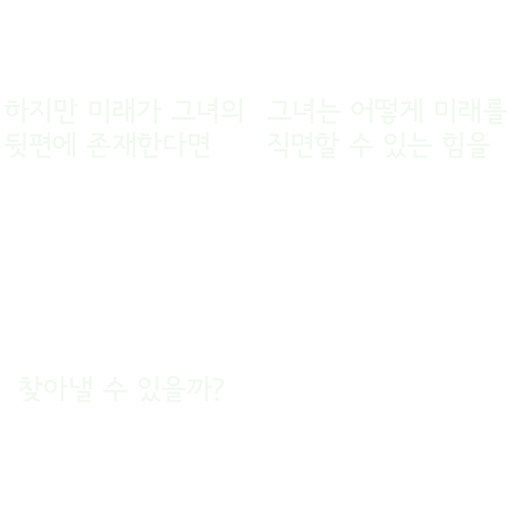 하지만 미래가 그녀의
뒷편에 존재한다면
그녀는 어떻게 미래를
직면할 수 있는 힘을
찾아낼 수 있을까?